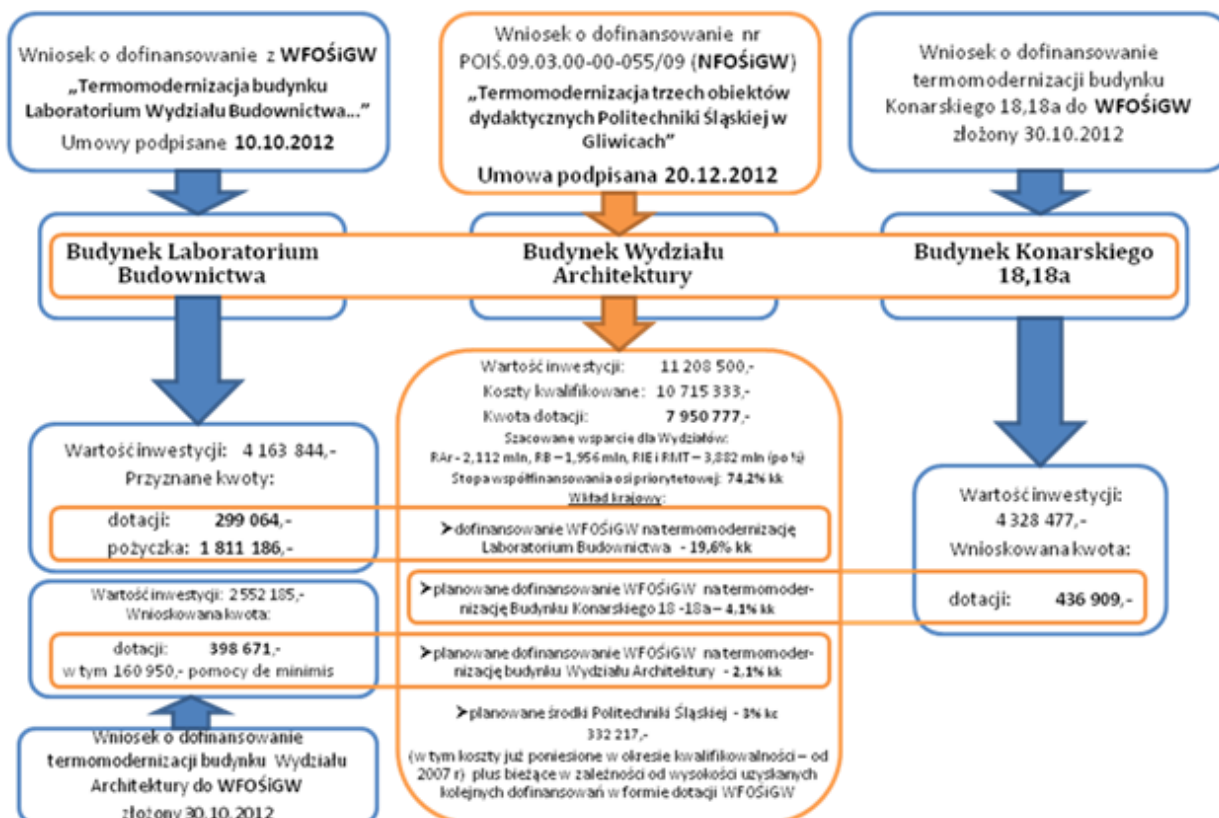 Wniosek o dofinansowanie z WFOŚiGW
„Termomodernizacja budynku
Laboratorium Wydziału Budownictwa...”
Umowy podpisane 10.10.2012
Wniosek o dofinansowanie nr
POIŚ.09.03.00-00-055/09 (NFOŚiGW)
„Termomodernizacja trzech obiektów
dydaktycznych Politechniki Śląskiej w
Gliwicach”
Umowa podpisana 20.12.2012
Wniosek o dofinansowanie
termomodernizacji budynku
Konarskiego 18,18a do WFOŚiGW
złożony 30.10.2012
Budynek Laboratorium
Budownictwa
Budynek Wydziału
Architektury
Budynek Konarskiego
18,18a
Wartość inwestycji: 4 163 844,-
Przyznane kwoty:
dotacji: 299 064,-
pożyczka: 1 811 186,-
Wartość inwestycji: 2 552 185,-
Wnioskowana kwota:
dotacji: 398 671,-
w tym 160 950,- pomocy de minimis
Wniosek o dofinansowanie
termomodernizacji budynku Wydziału
Architektury do WFOŚiGW
złożony 30.10.2012
Wartość inwestycji: 11 208 500,-
Koszty kwalifikowane: 10 715 333,-
Kwota dotacji: 7 950 777,-
Szacowane wsparcie dla Wydziałów:
RAr - 2,112 mln, RB – 1,956 mln, RIE i RMT – 3,882 mln (po ½)
Stopa współfinansowania osi priorytetowej: 74,2% kk
Wkład krajowy:
➤dofinansowanie WFOŚiGW na termomodernizację
Laboratorium Budownictwa - 19,6% kk
➤planowane dofinansowanie WFOŚiGW na termomoder-
nizację Budynku Konarskiego 18 -18a – 4,1% kk
➤planowane dofinansowanie WFOŚiGW na termomoder-
nizację budynku Wydziału Architektury - 2,1% kk
➤planowane środki Politechniki Śląskiej - 3% kc
332 217,-
(w tym koszty już poniesione w okresie kwalifikowalności – od
2007 r) plus bieżące w zależności od wysokości uzyskanych
kolejnych dofinansowań w formie dotacji WFOŚiGW
Wartość inwestycji:
4 328 477,-
Wnioskowana kwota:
dotacji: 436 909,-